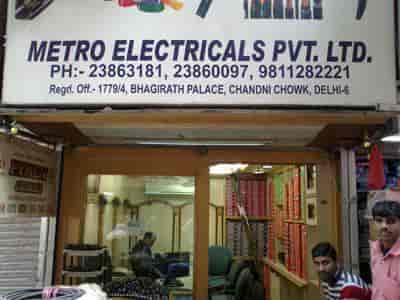 METRO ELECTRICALS PVT. LTD.
PH:- 23863181, 23860097, 9811282221
Regd. Off.- 1779/4, BHAGIRATH PALACE, CHANDNI CHOWK, DELHI-6